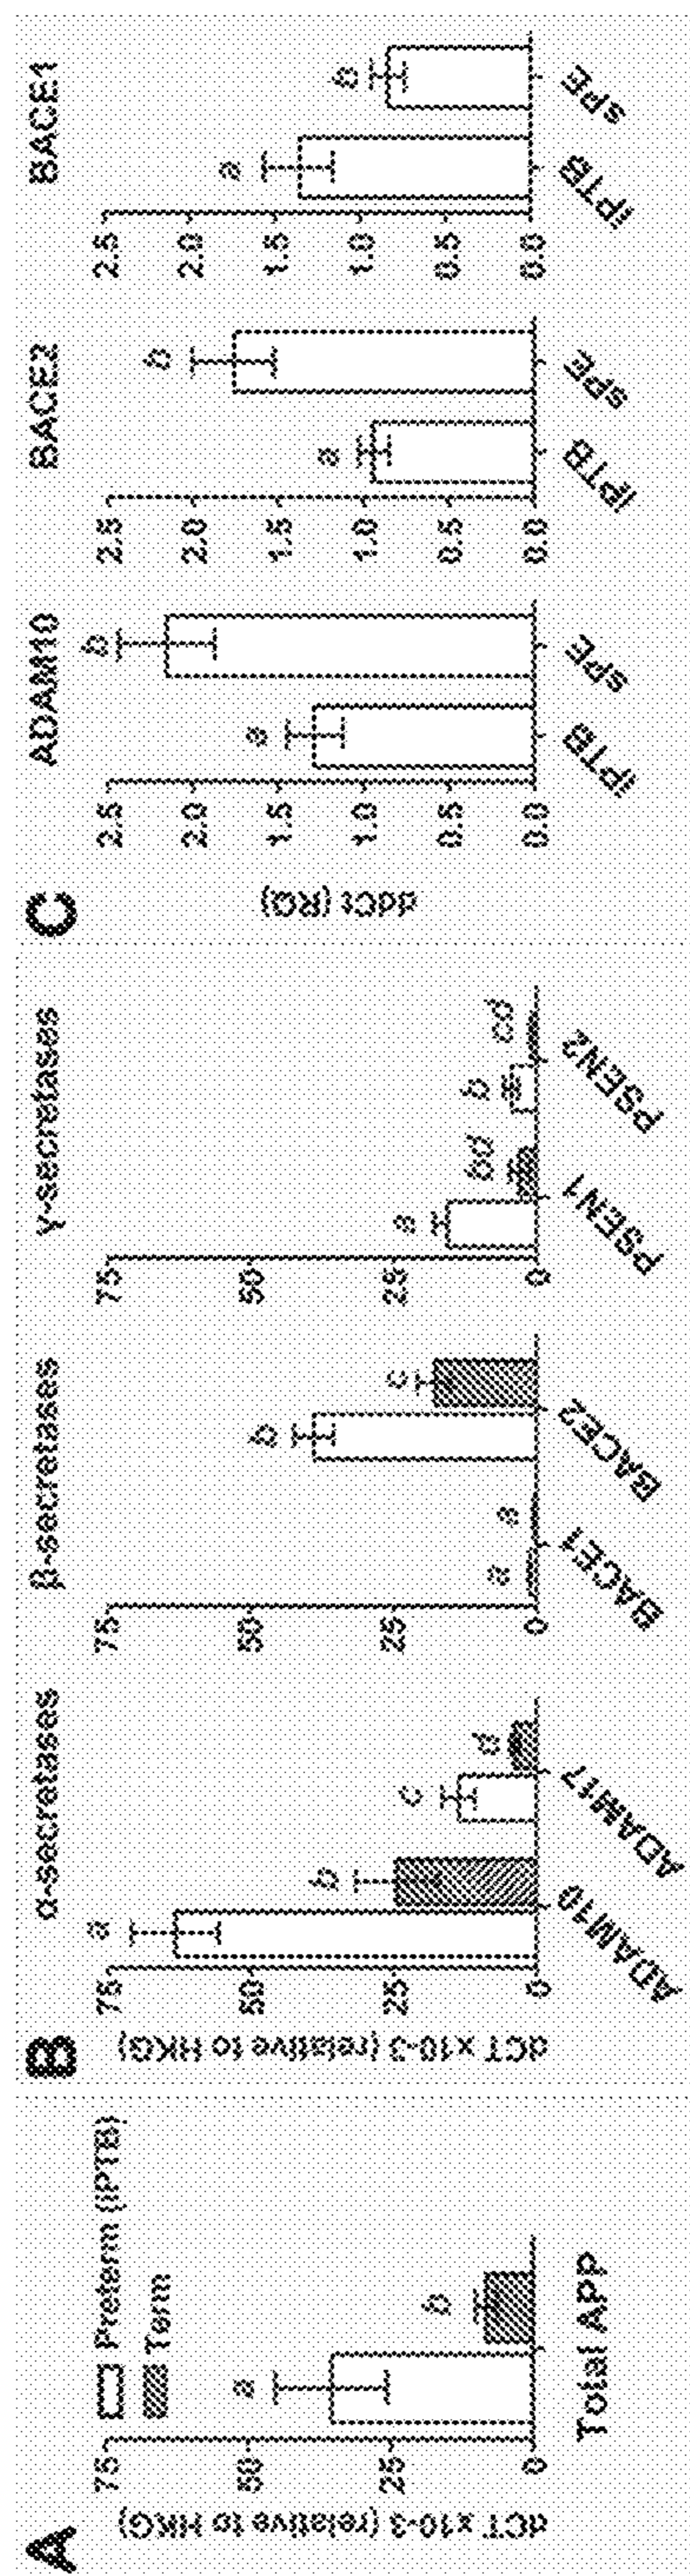 A
dCT x10-3 (relative to HKG)
75
50
25
0
Preterm (iPTB)
Term
a
b
Total APP
B
dCT x10-3 (relative to HKG)
α-secretases
75
50
25
0
a
b
c
d
ADAM10
ADAM17
β-secretases
75
50
25
0
a
a
b
c
BACE1
BACE2
γ-secretases
75
50
25
0
a
bd
b
cd
PSEN1
PSEN2
C
ddCt (RQ)
ADAM10
2.5
2.0
1.5
1.0
0.5
0.0
a
b
iPTB
sPE
BACE2
2.5
2.0
1.5
1.0
0.5
0.0
a
b
iPTB
sPE
BACE1
2.5
2.0
1.5
1.0
0.5
0.0
a
b
iPTB
sPE